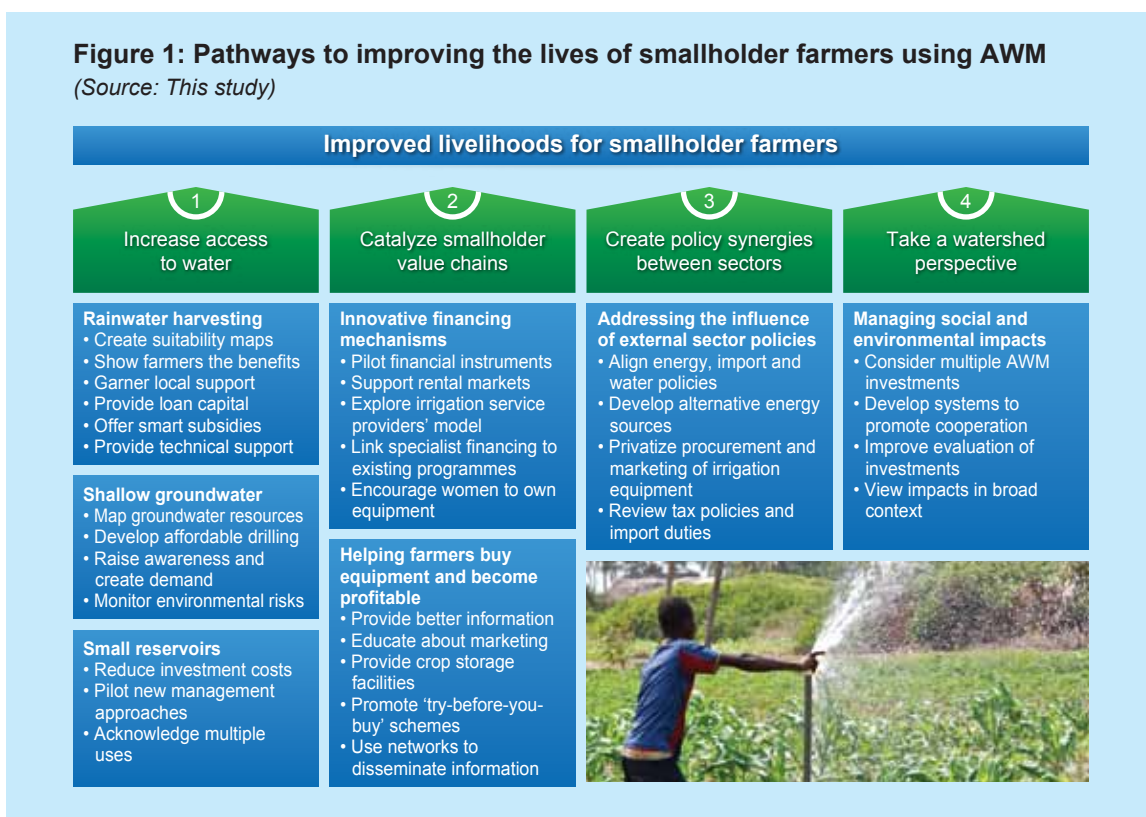 Figure 1: Pathways to improving the lives of smallholder farmers using AWM
(Source: This study)
Improved livelihoods for smallholder farmers
1
Increase access
to water
Rainwater harvesting
• Create suitability maps
• Show farmers the benefits
• Garner local support
• Provide loan capital
• Offer smart subsidies
• Provide technical support
Shallow groundwater
• Map groundwater resources
• Develop affordable drilling
• Raise awareness and
create demand
• Monitor environmental risks
Small reservoirs
• Reduce investment costs
• Pilot new management
approaches
• Acknowledge multiple
uses
2
Catalyze smallholder
value chains
Innovative financing
mechanisms
• Pilot financial instruments
• Support rental markets
• Explore irrigation service
providers’ model
• Link specialist financing to
existing programmes
• Encourage women to own
equipment
Helping farmers buy
equipment and become
profitable
• Provide better information
• Educate about marketing
• Provide crop storage
facilities
• Promote ‘try-before-you-
buy’ schemes
• Use networks to
disseminate information
3
Create policy synergies
between sectors
Addressing the influence
of external sector policies
• Align energy, import and
water policies
• Develop alternative energy
sources
• Privatize procurement and
marketing of irrigation
equipment
• Review tax policies and
import duties
4
Take a watershed
perspective
Managing social and
environmental impacts
• Consider multiple AWM
investments
• Develop systems to
promote cooperation
• Improve evaluation of
investments
• View impacts in broad
context